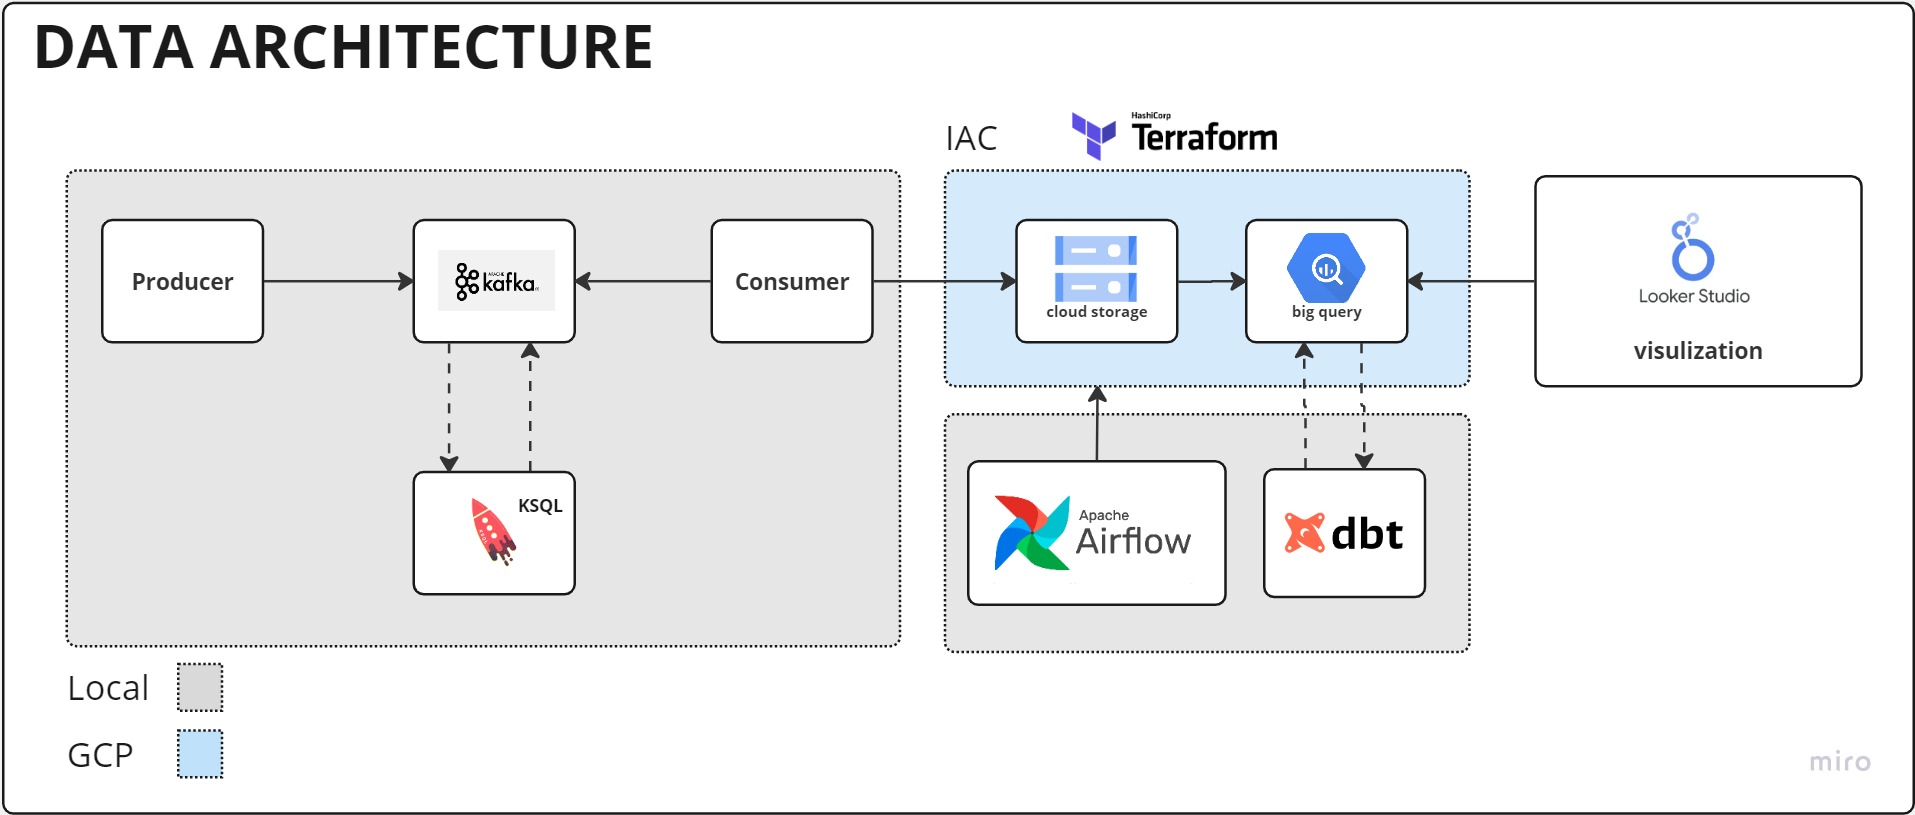 DATA ARCHITECTURE
IAC
HashiCorp
Terraform
Producer
APACHE
kafka
Consumer
cloud storage
big query
Looker Studio
visulization
KSQL
Apache
Airflow
dbt
Local
GCP
miro